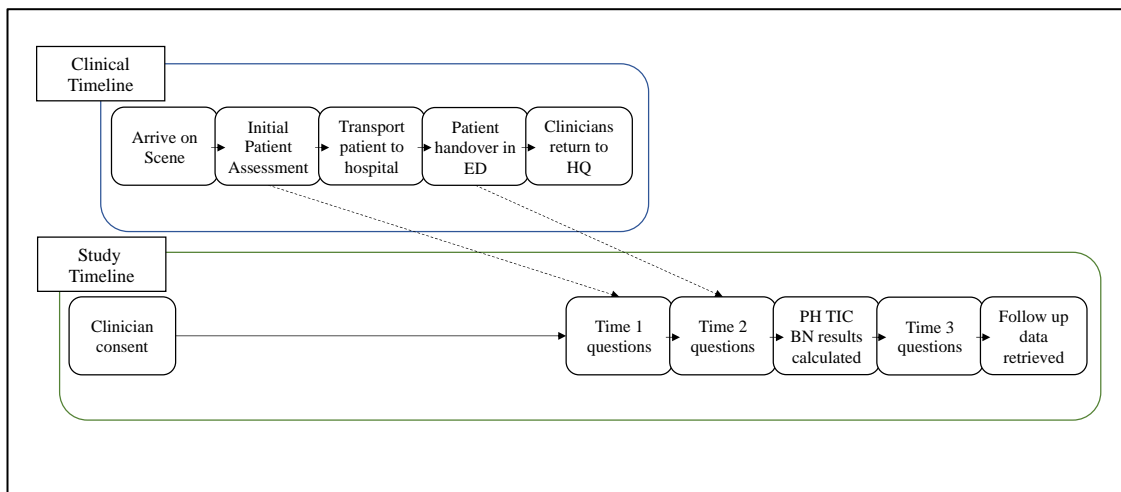 Clinical
Timeline
Arrive on
Scene
Initial
Patient
Assessment
Transport
patient to
hospital
Patient
handover in
ED
Clinicians
return to
HQ
Study
Timeline
Clinician
consent
Time 1
questions
Time 2
questions
PH TIC
BN results
calculated
Time 3
questions
Follow up
data
retrieved